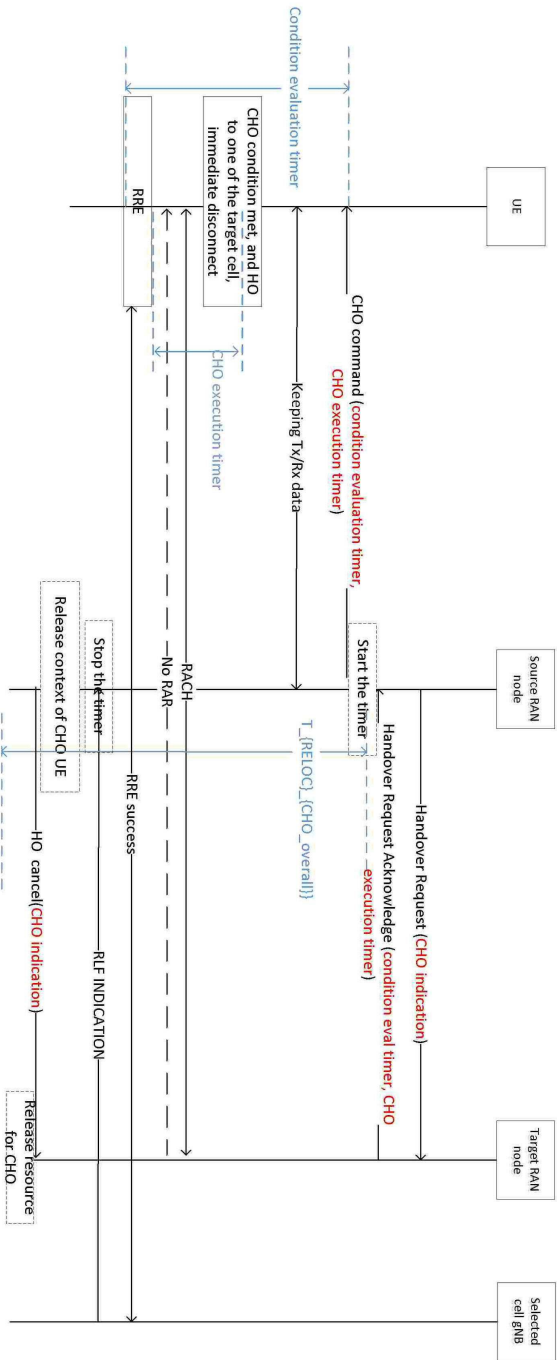 UE
Source RAN
node
Target RAN
node
Selected
cell gNB
Handover Request (CHO indication)
Handover Request Acknowledge (condition eval timer, CHO
execution timer)
Start the timer
CHO command (condition evaluation timer,
CHO execution timer)
Condition evaluation timer
Keeping Tx/Rx data
T_{RELOC}_{CHO_overall}}
CHO condition met, and HO
to one of the target cell,
immediate disconnect
CHO execution timer
RACH
No RAR
RRE
RRE success
RLF INDICATION
Stop the timer
Release context of CHO UE
HO cancel(CHO indication)
Release resource
for CHO